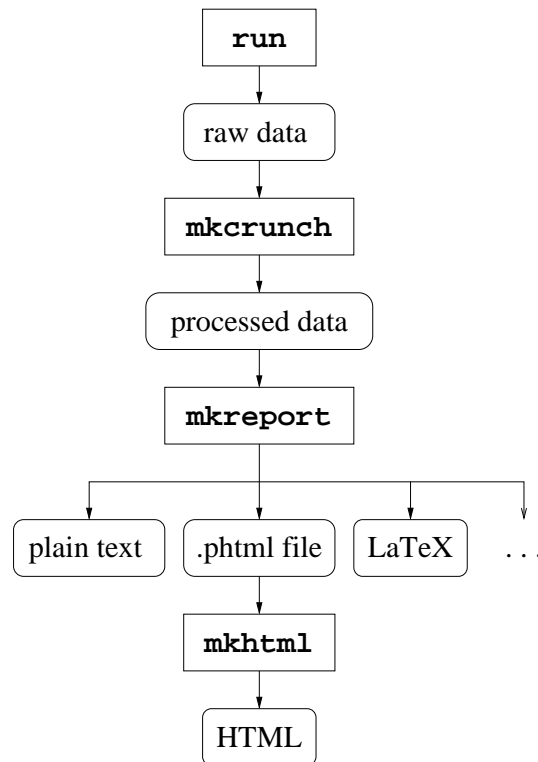 run
raw data
mkcrunch
processed data
mkreport
plain text .phtml file LaTeX . . .
mkhtml
HTML